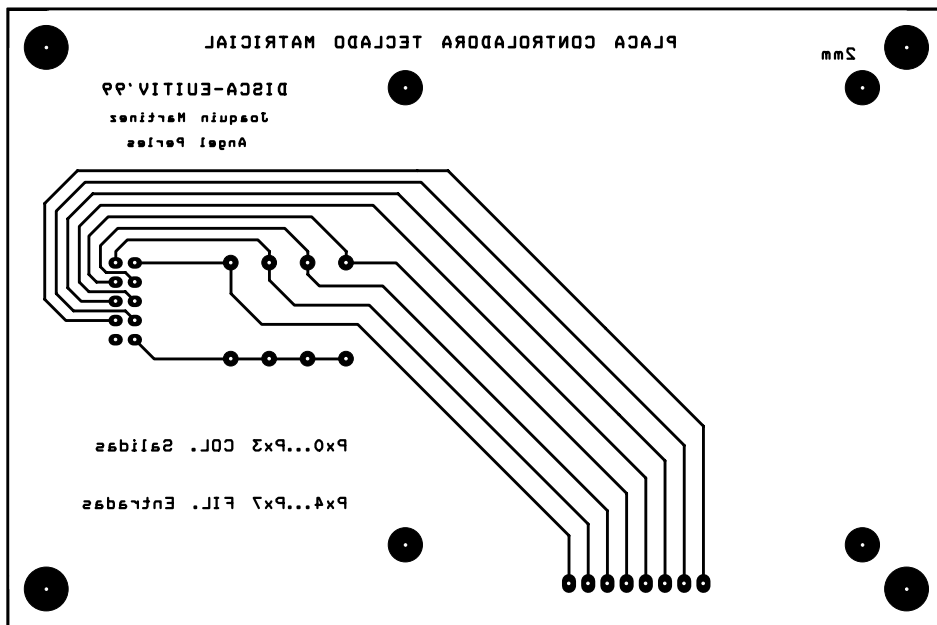 PLACA CONTROLADORA TECLADO MATRICIAL
2mm
DISCA-EUITIV'99
Joaquin Martinez
Angel Perles
Px0...Px3 COL. Salidas
Px4...Px7 FIL. Entradas